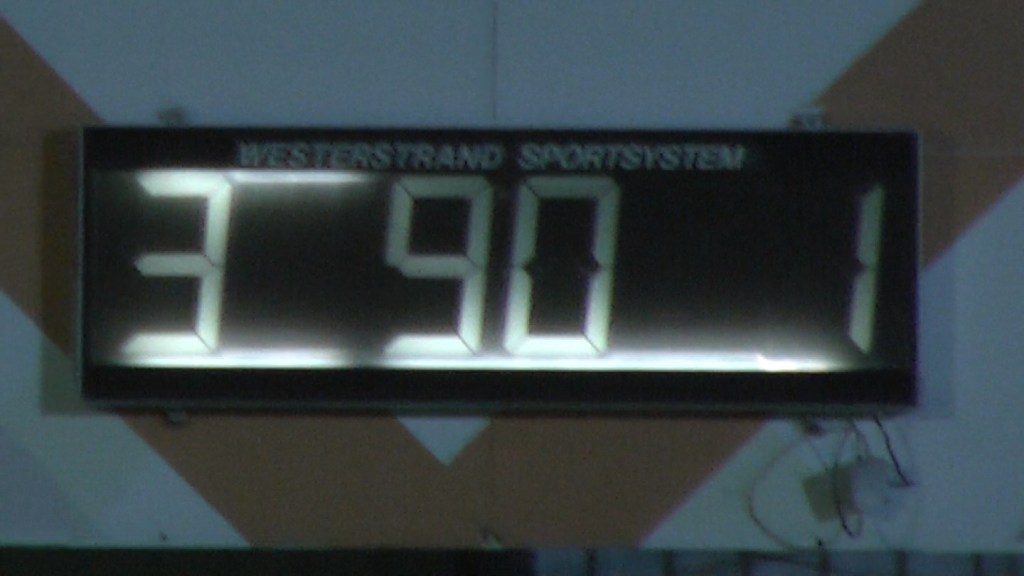 WESTERSTRAND SPORTSYSTEM
3 90 1